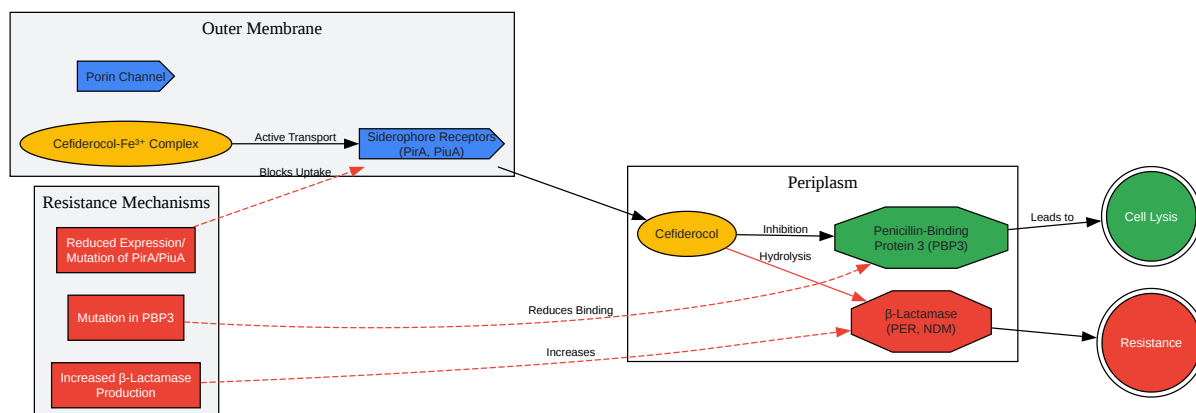 Outer Membrane
Porin Channel
Cefiderocol-Fe³⁺ Complex
Active Transport
Siderophore Receptors
(PirA, PiuA)
Blocks Uptake
Resistance Mechanisms
Reduced Expression/
Mutation of PirA/PiuA
Mutation in PBP3
Increased β-Lactamase
Production
Reduces Binding
Increases
Periplasm
Cefiderocol
Inhibition
Hydrolysis
Penicillin-Binding
Protein 3 (PBP3)
β-Lactamase
(PER, NDM)
Leads to
Cell Lysis
Resistance